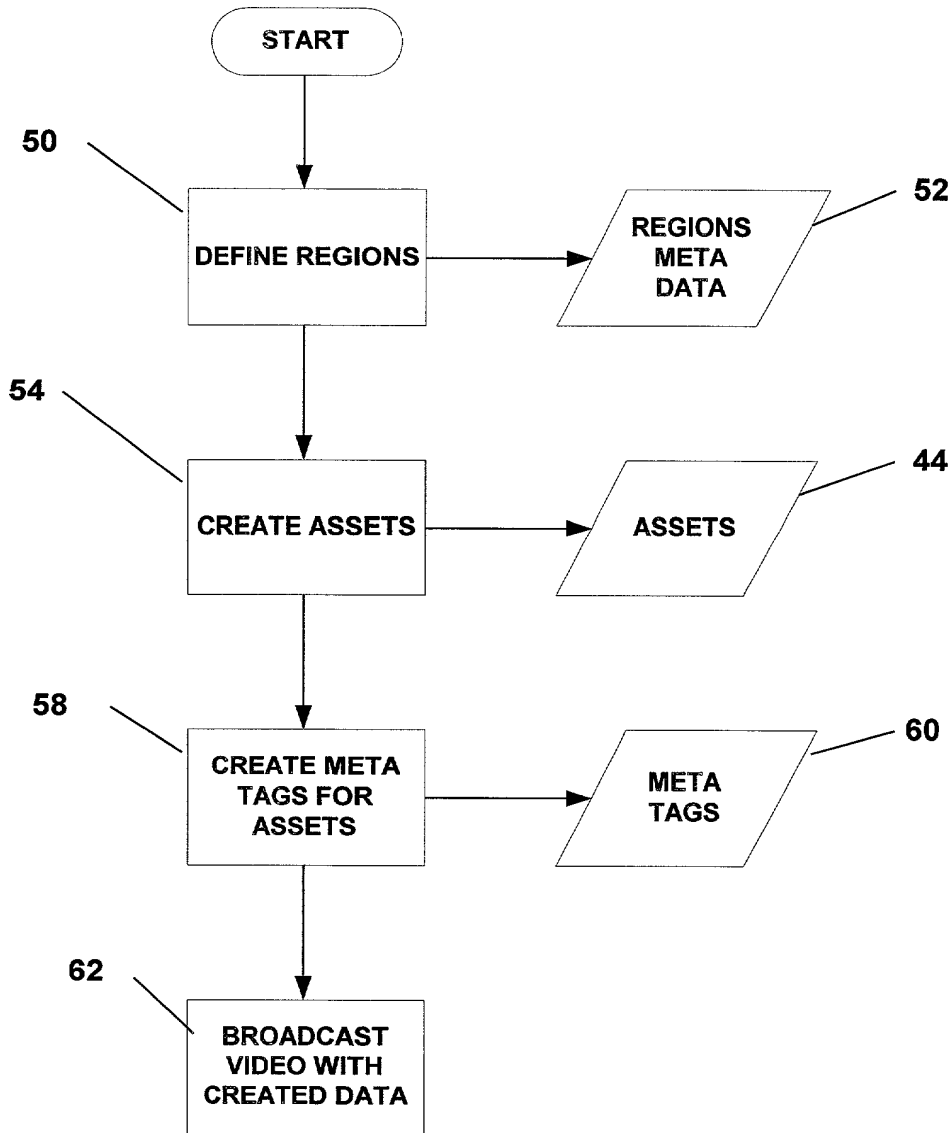 START
50
DEFINE REGIONS
REGIONS
META
DATA
52
54
CREATE ASSETS
ASSETS
44
58
CREATE META
TAGS FOR
ASSETS
META
TAGS
60
62
BROADCAST
VIDEO WITH
CREATED DATA